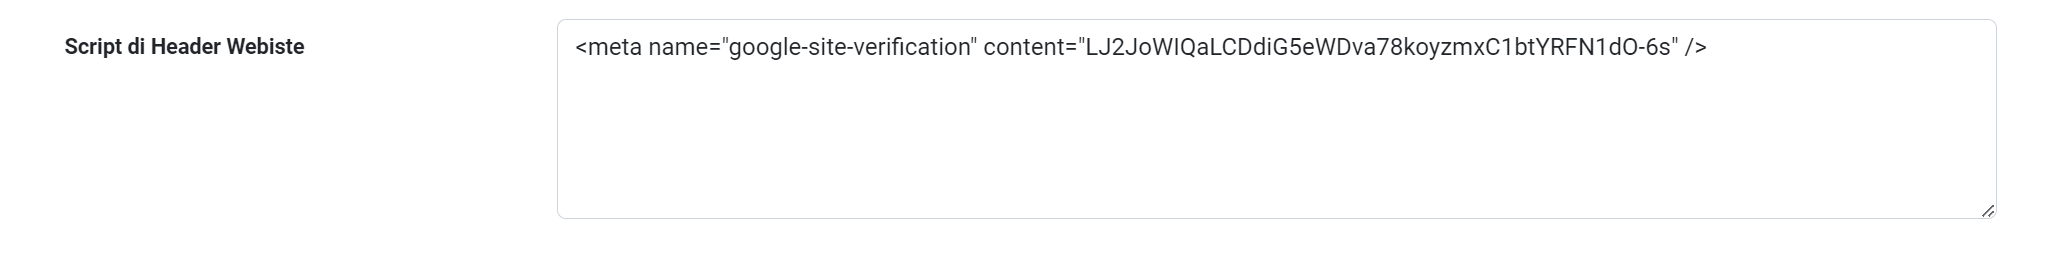 Script di Header Webiste
<meta name="google-site-verification" content="LJ2JoWIQaLCDdiG5eWDva78koyzmxC1btYRFN1dO-6s" />